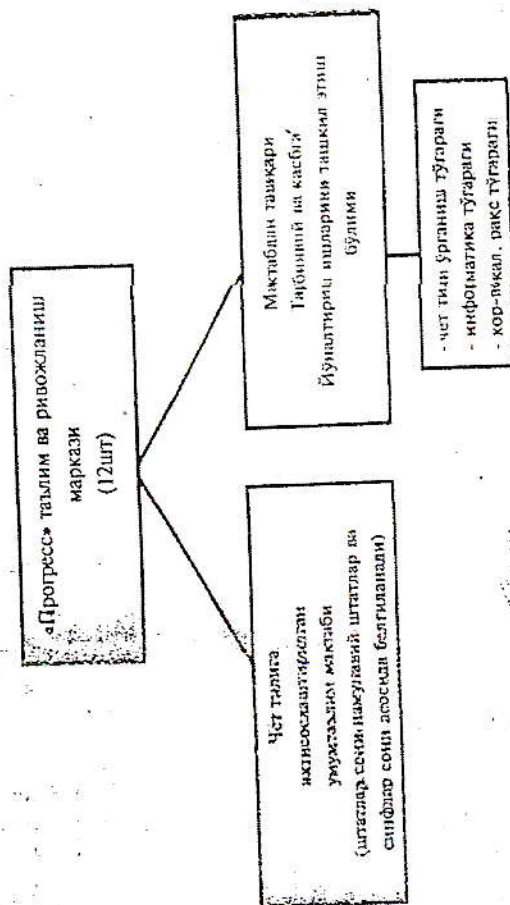 «Прогресс» таълим ва ривожланиш
маркази
(12шт)
Чет тилига
ихтисослаштирилган
умумтаълим мактаби
(штатлар сони намунавий штатлар ва
синфлар сони асосида белгиланади)
Мактабдан ташқари
Тарбиявий ва касбга
Йўналтириш ишларини ташкил этиш
бўлими
- чет тили ўрганиш тўгараги
- информатика тўгараги
- хор-вокал, рақс тўгараги